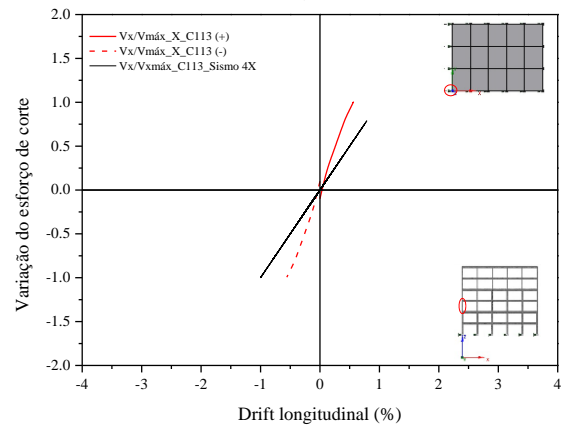 2.0
1.5
1.0
0.5
0.0
-0.5
-1.0
-1.5
-2.0
Variação do esforço de corte
Vx/Vmáx_X_C113 (+)
Vx/Vmáx_X_C113 (-)
Vx/Vxmáx_C113_Sismo 4X
X
X
-4 -3 -2 -1 0 1 2 3 4
Drift longitudinal (%)